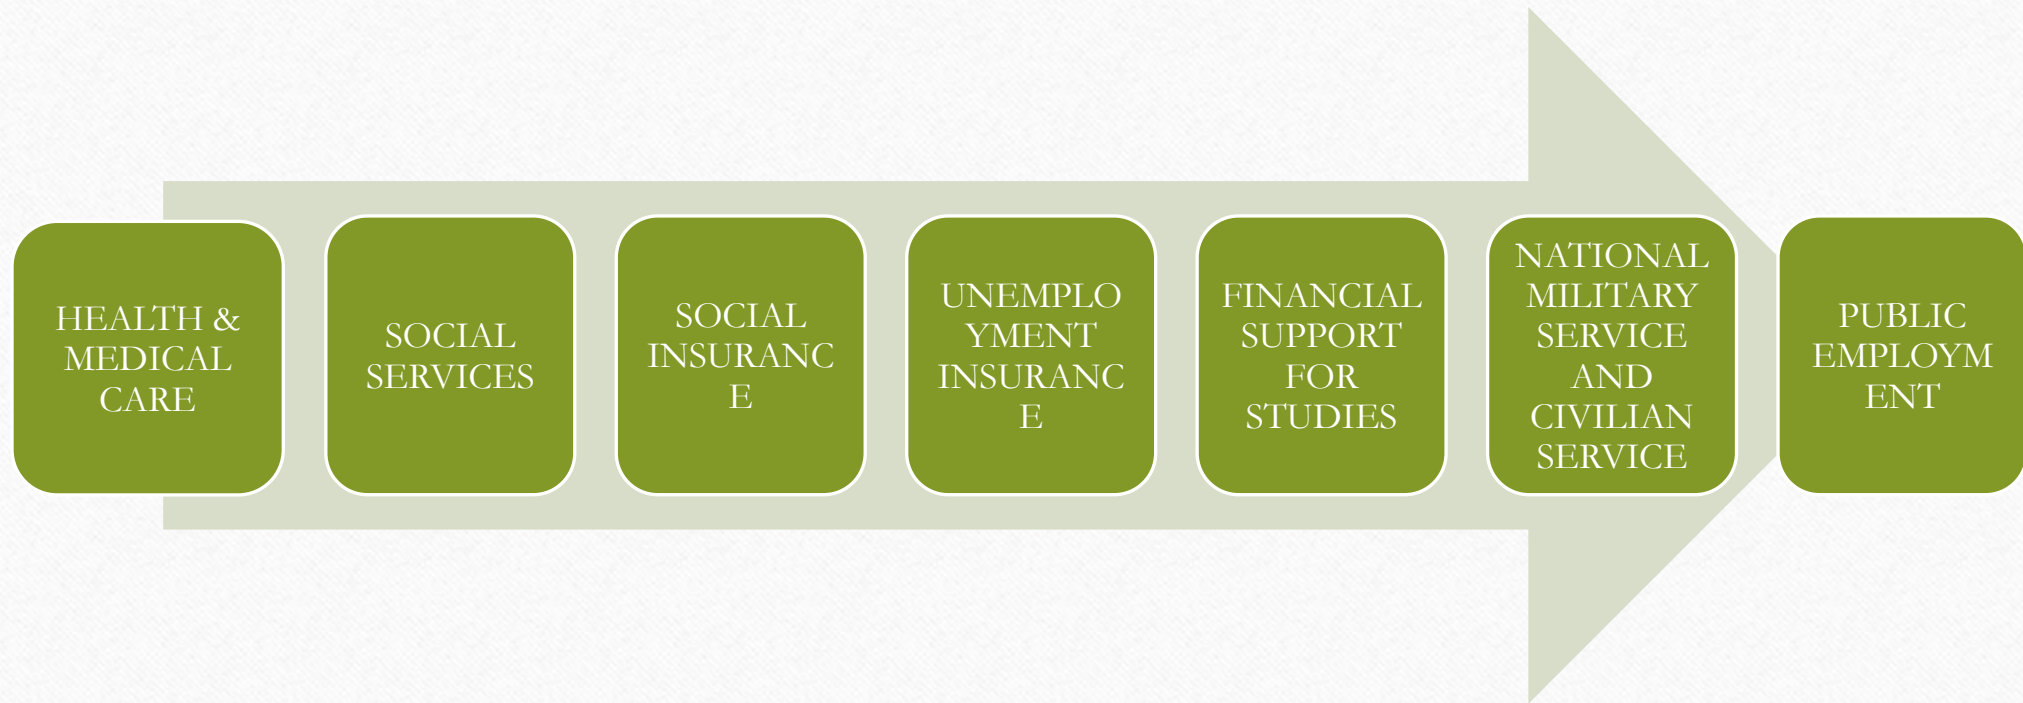 HEALTH &
MEDICAL
CARE
SOCIAL
SERVICES
SOCIAL
INSURANC
E
UNEMPLO
YMENT
INSURANC
E
FINANCIAL
SUPPORT
FOR
STUDIES
NATIONAL
MILITARY
SERVICE
AND
CIVILIAN
SERVICE
PUBLIC
EMPLOYM
ENT